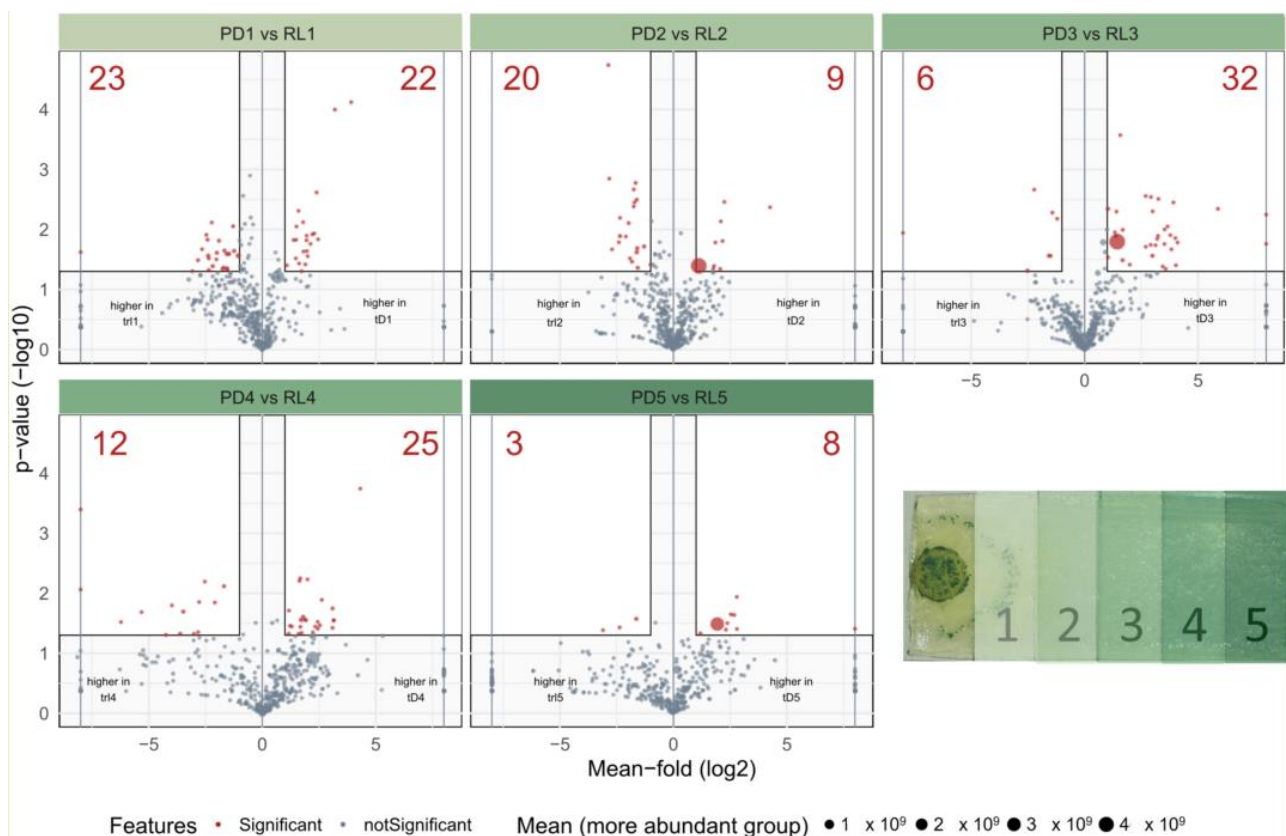 PD1 vs RL1
PD2 vs RL2
PD3 vs RL3
23 22
20 9
6 32
4
3
2
1
0
higher in
trl1
higher in
tD1
higher in
trl2
higher in
tD2
higher in
trl3
higher in
tD3
−5 0 5
PD4 vs RL4
PD5 vs RL5
12 25
3 8
4
3
2
1
0
higher in
trl4
higher in
tD4
higher in
trl5
higher in
tD5
−5 0 5
−5 0 5
p−value (−log10)
Mean−fold (log2)
1 2 3 4 5
Features Significant notSignificant Mean (more abundant group) 1 x 10⁹ 2 x 10⁹ 3 x 10⁹ 4 x 10⁹